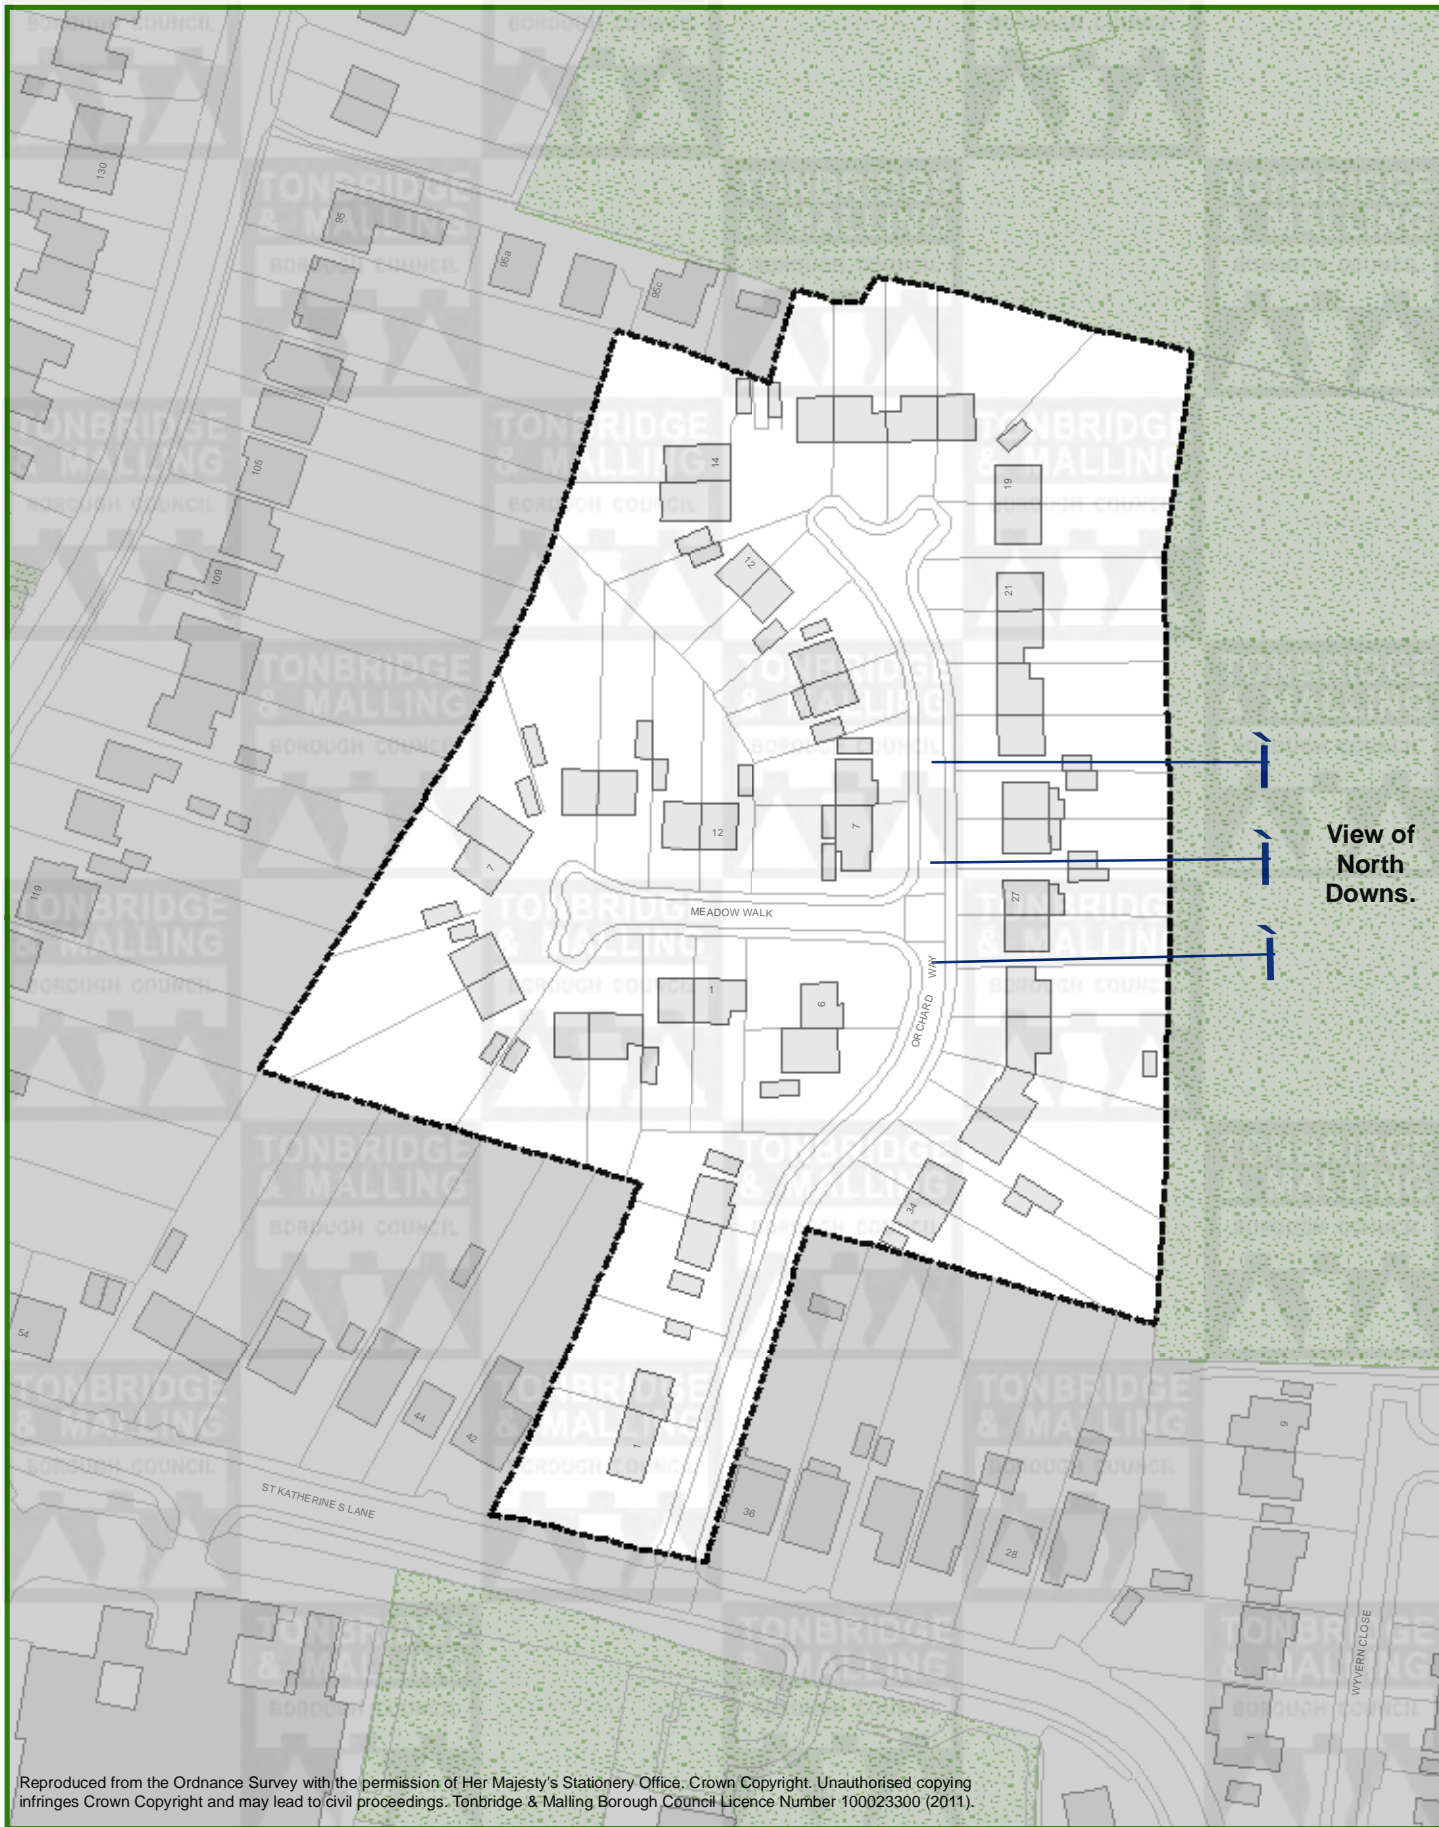 130
95
95a
95c
105
109
119
14
12
19
21
12
7
7
27
MEADOW WALK
ORCHARD WAY
1
6
34
1
View of
North
Downs.
54
44
42
36
28
9
1
ST KATHERINE S LANE
WYVERN CLOSE
TONBRIDGE
& MALLING
BOROUGH COUNCIL
Reproduced from the Ordnance Survey with the permission of Her Majesty's Stationery Office. Crown Copyright. Unauthorised copying
infringes Crown Copyright and may lead to civil proceedings. Tonbridge & Malling Borough Council Licence Number 100023300 (2011).